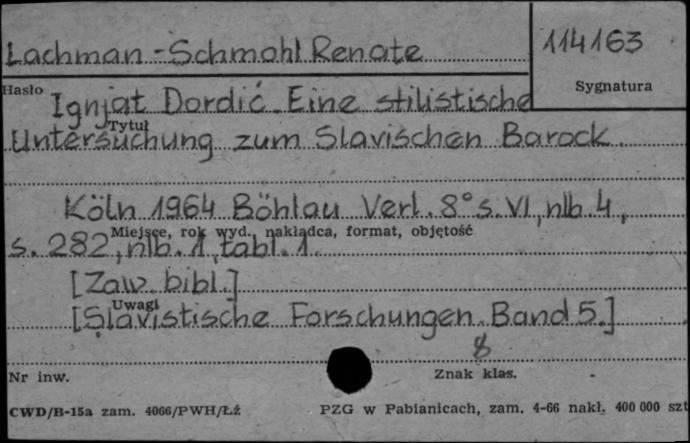 Lachman-Schmohl Renate
114163
Hasło
Sygnatura
Ignjat Dordić. Eine stilistische
Tytuł
Untersuchung zum Slavischen Barock.
Köln 1964 Böhlau Verl. 8° s. VI, nlb. 4,
Miejsce, rok wyd., nakładca, format, objętość
s. 282, nlb. 1, tabl. 1.
[Zaw. bibl.]
Uwagi
[Slavistische Forschungen. Band 5.]
8
Nr inw.
Znak klas.
CWD/B-15a zam. 4066/PWH/Łź
PZG w Pabianicach, zam. 4-66 nakł. 400 000 szt